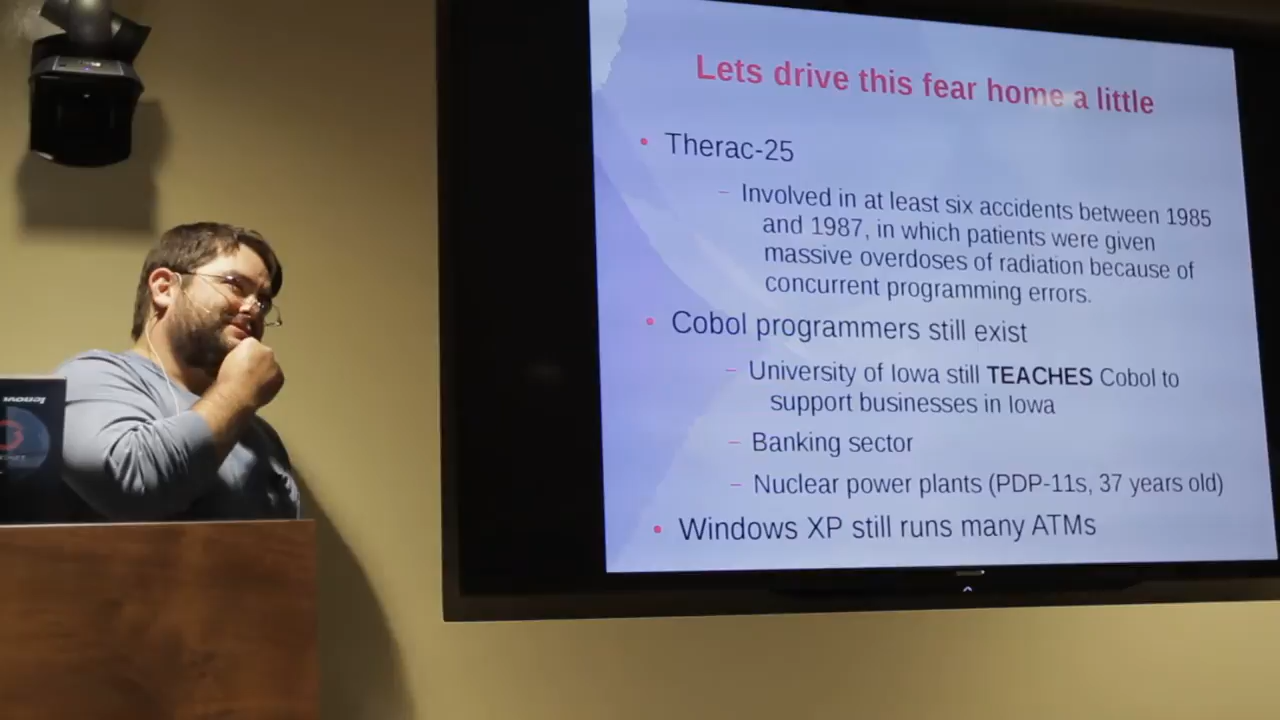 Lets drive this fear home a little
• Therac-25
– Involved in at least six accidents between 1985
and 1987, in which patients were given
massive overdoses of radiation because of
concurrent programming errors.
• Cobol programmers still exist
– University of Iowa still TEACHES Cobol to
support businesses in Iowa
– Banking sector
– Nuclear power plants (PDP-11s, 37 years old)
• Windows XP still runs many ATMs
lenovo